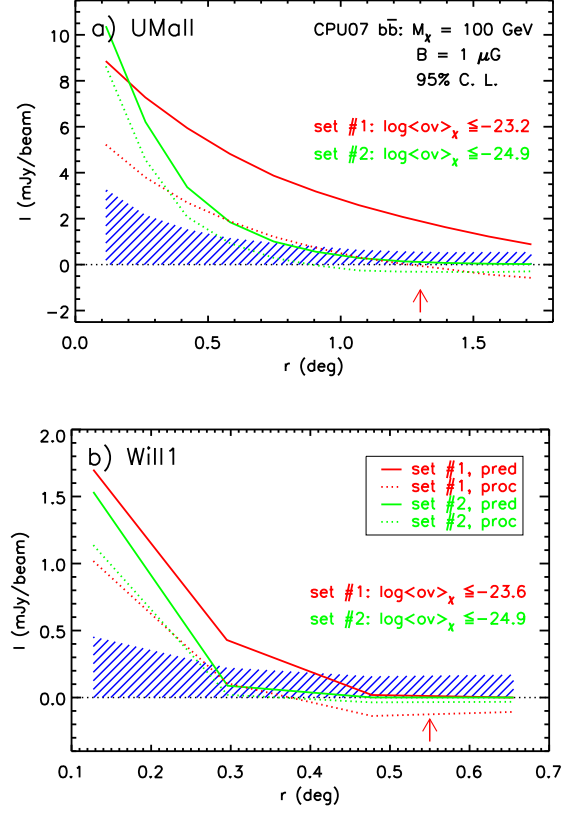 a) UMaII
CPU07 bb̄: Mχ = 100 GeV
B = 1 μG
95% C. L.
set #1: log<σv>χ ≤−23.2
set #2: log<σv>χ ≤−24.9
I (mJy/beam)
10
8
6
4
2
0
−2
0.0 0.5 1.0 1.5
r (deg)
b) Will1
set #1, pred
set #1, proc
set #2, pred
set #2, proc
set #1: log<σv>χ ≤−23.6
set #2: log<σv>χ ≤−24.9
I (mJy/beam)
2.0
1.5
1.0
0.5
0.0
0.1 0.2 0.3 0.4 0.5 0.6 0.7
r (deg)